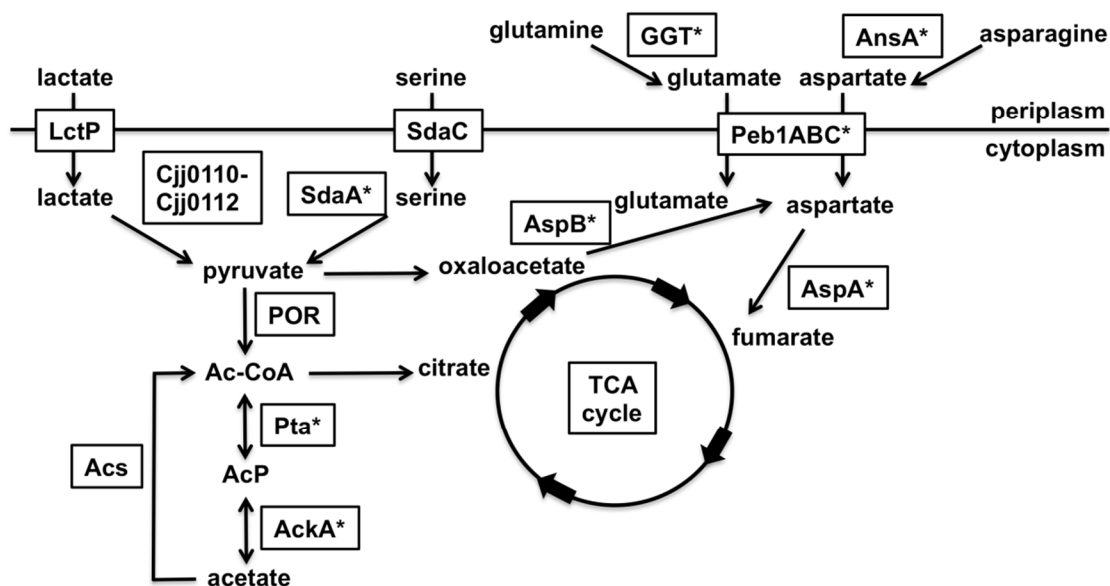 glutamine
GGT*
AnsA*
asparagine
lactate
serine
glutamate
aspartate
LctP
SdaC
Peb1ABC*
periplasm
cytoplasm
Cjj0110-
Cjj0112
SdaA*
lactate
serine
glutamate
aspartate
AspB*
pyruvate
oxaloacetate
AspA*
POR
fumarate
Ac-CoA
citrate
TCA
cycle
Pta*
Acs
AcP
AckA*
acetate